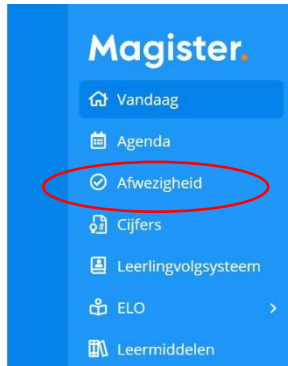 Magister.
Vandaag
Agenda
Afwezigheid
Cijfers
Leerlingvolgsysteem
ELO
Leermiddelen